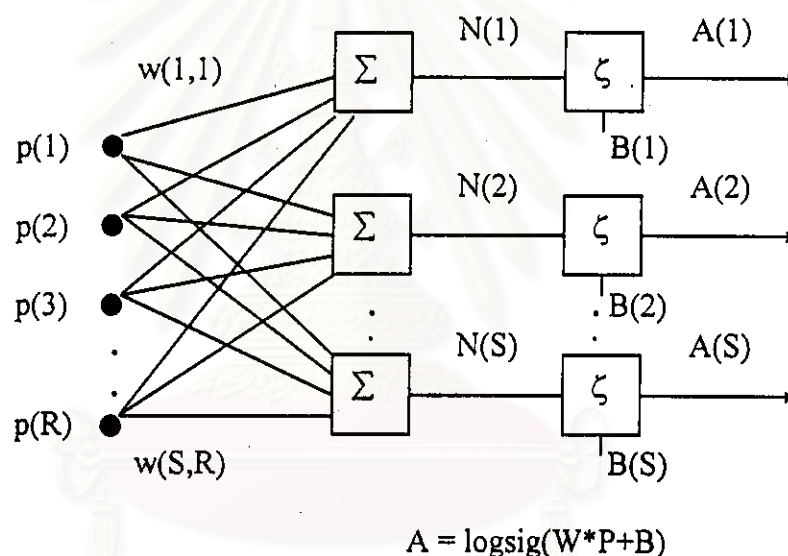 N(1) A(1)
w(1,1) Σ ζ
p(1) B(1)
N(2) A(2)
p(2) Σ ζ
p(3) B(2)
N(S) A(S)
Σ ζ
p(R)
w(S,R) B(S)
A = logsig(W*P+B)